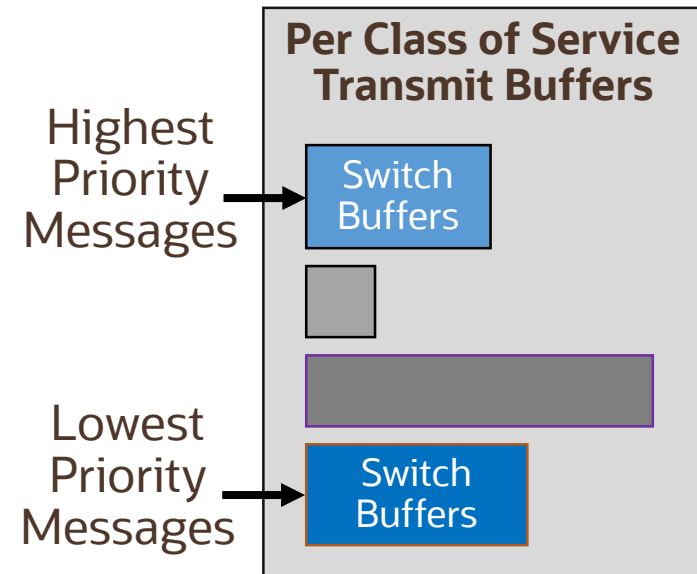 Per Class of Service
Transmit Buffers
Highest
Priority
Messages
Switch
Buffers
Lowest
Priority
Messages
Switch
Buffers